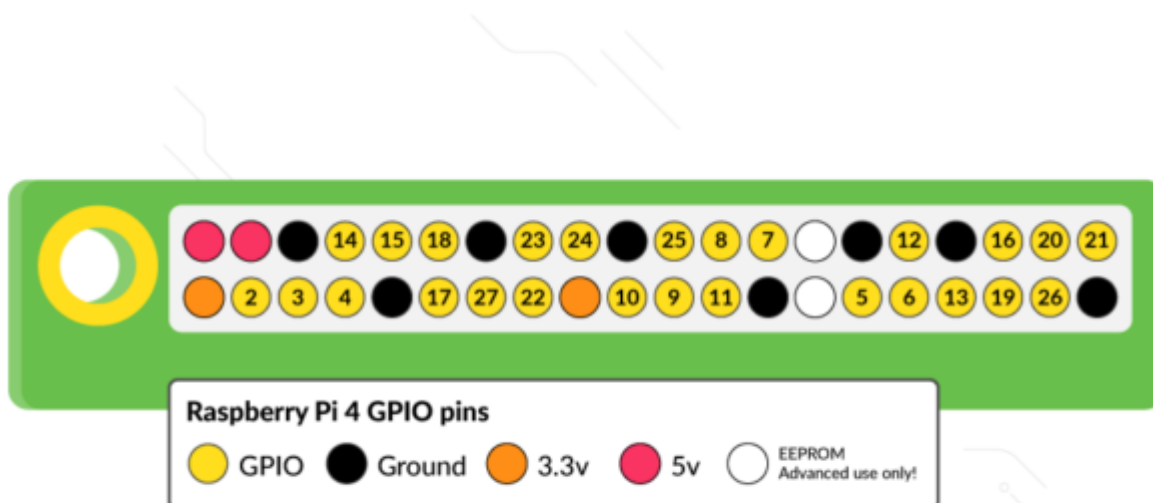 14 15 18 23 24 25 8 7 12 16 20 21
2 3 4 17 27 22 10 9 11 5 6 13 19 26
Raspberry Pi 4 GPIO pins
GPIO Ground 3.3v 5v EEPROM
Advanced use only!